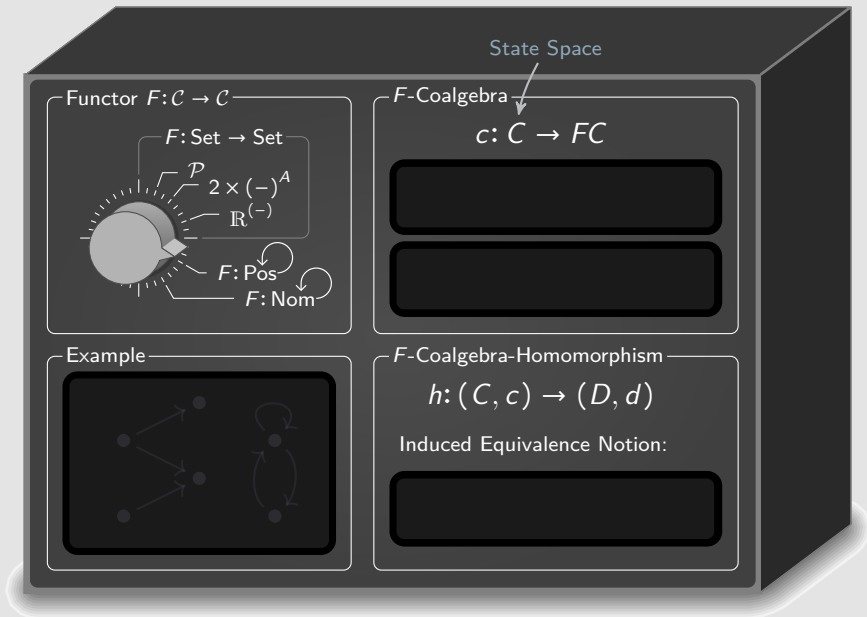 State Space
Functor F: 𝒞 → 𝒞
F: Set → Set
𝒫
2 × (−)^A
ℝ^(−)
F: Pos
F: Nom
F-Coalgebra
c: C → FC
Example
F-Coalgebra-Homomorphism
h: (C, c) → (D, d)
Induced Equivalence Notion: